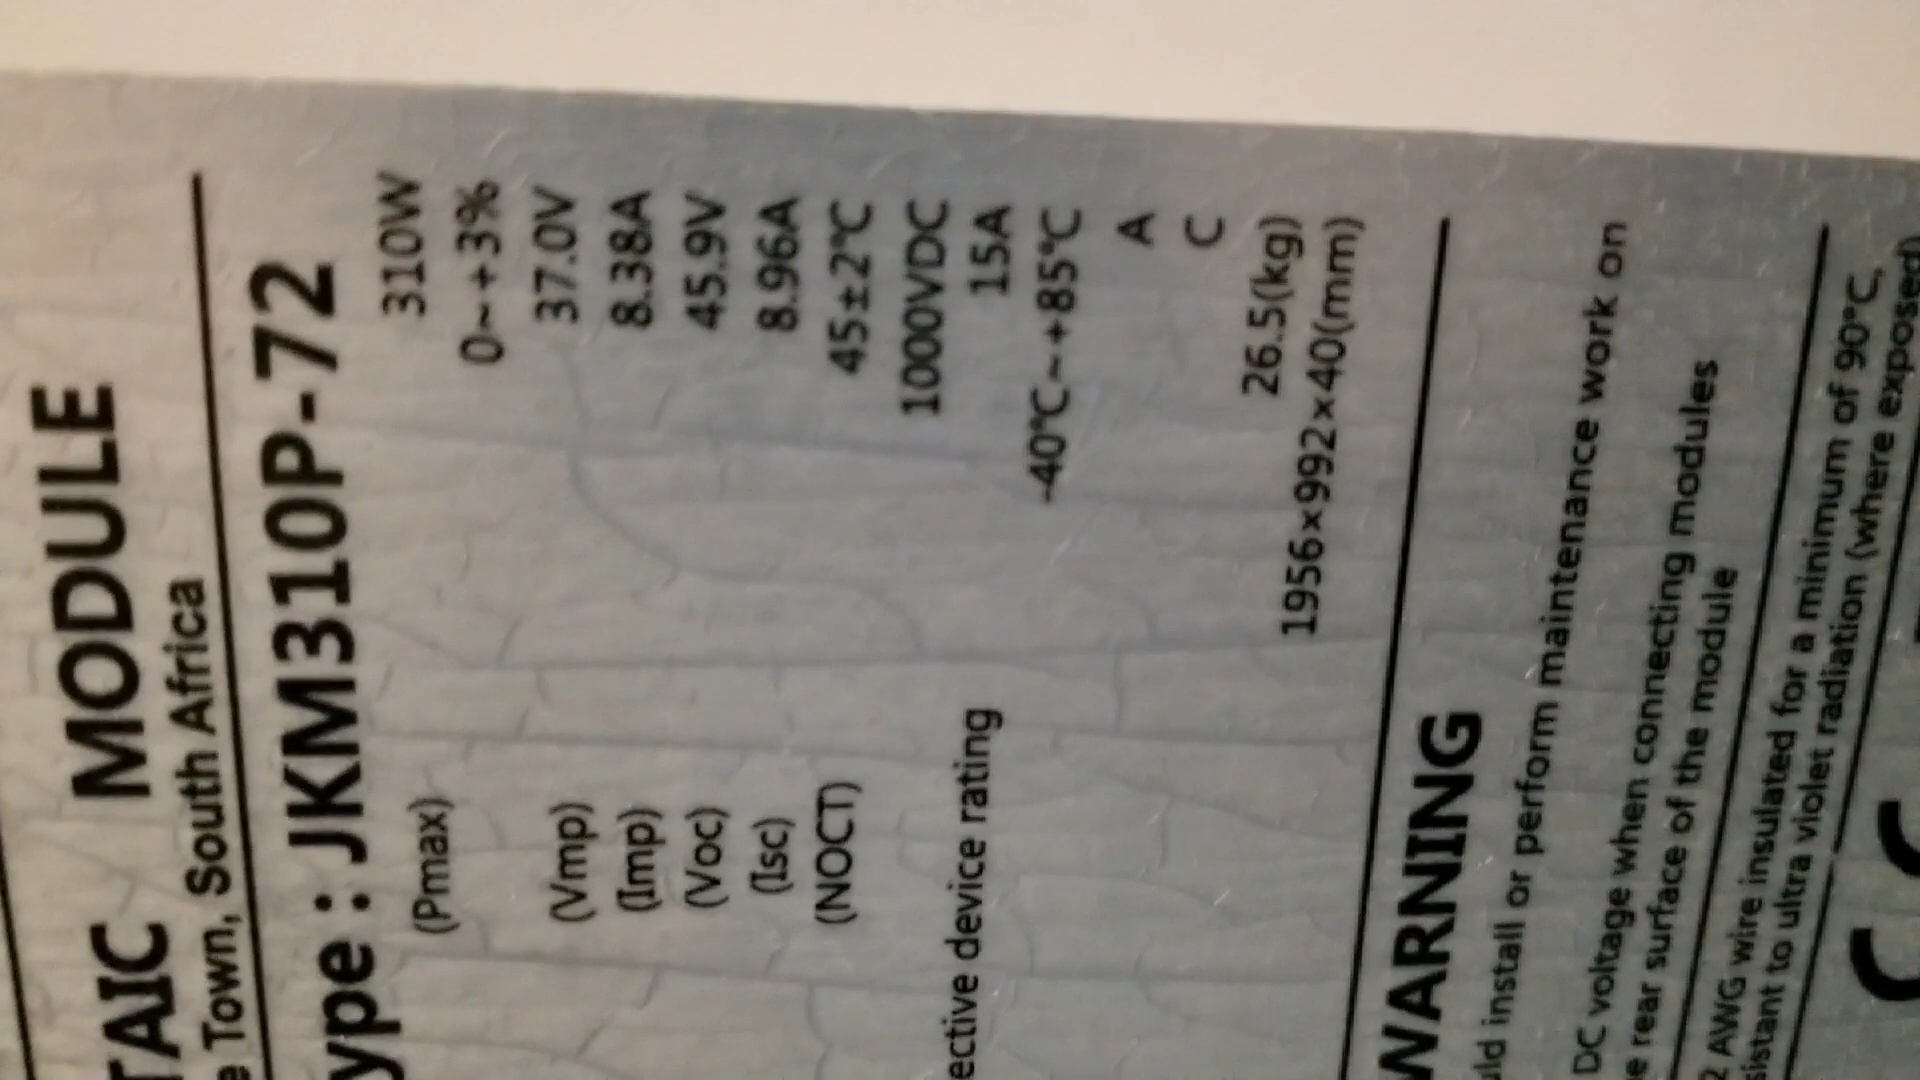 TAIC MODULE
e Town, South Africa
ype : JKM310P-72
(Pmax) 310W
0~+3%
(Vmp) 37.0V
(Imp) 8.38A
(Voc) 45.9V
(Isc) 8.96A
(NOCT) 45±2°C
1000VDC
ective device rating 15A
-40°C~+85°C
A
C
26.5(kg)
1956×992×40(mm)
WARNING
uld install or perform maintenance work on
DC voltage when connecting modules
e rear surface of the module
2 AWG wire insulated for a minimum of 90°C,
sistant to ultra violet radiation (where exposed)